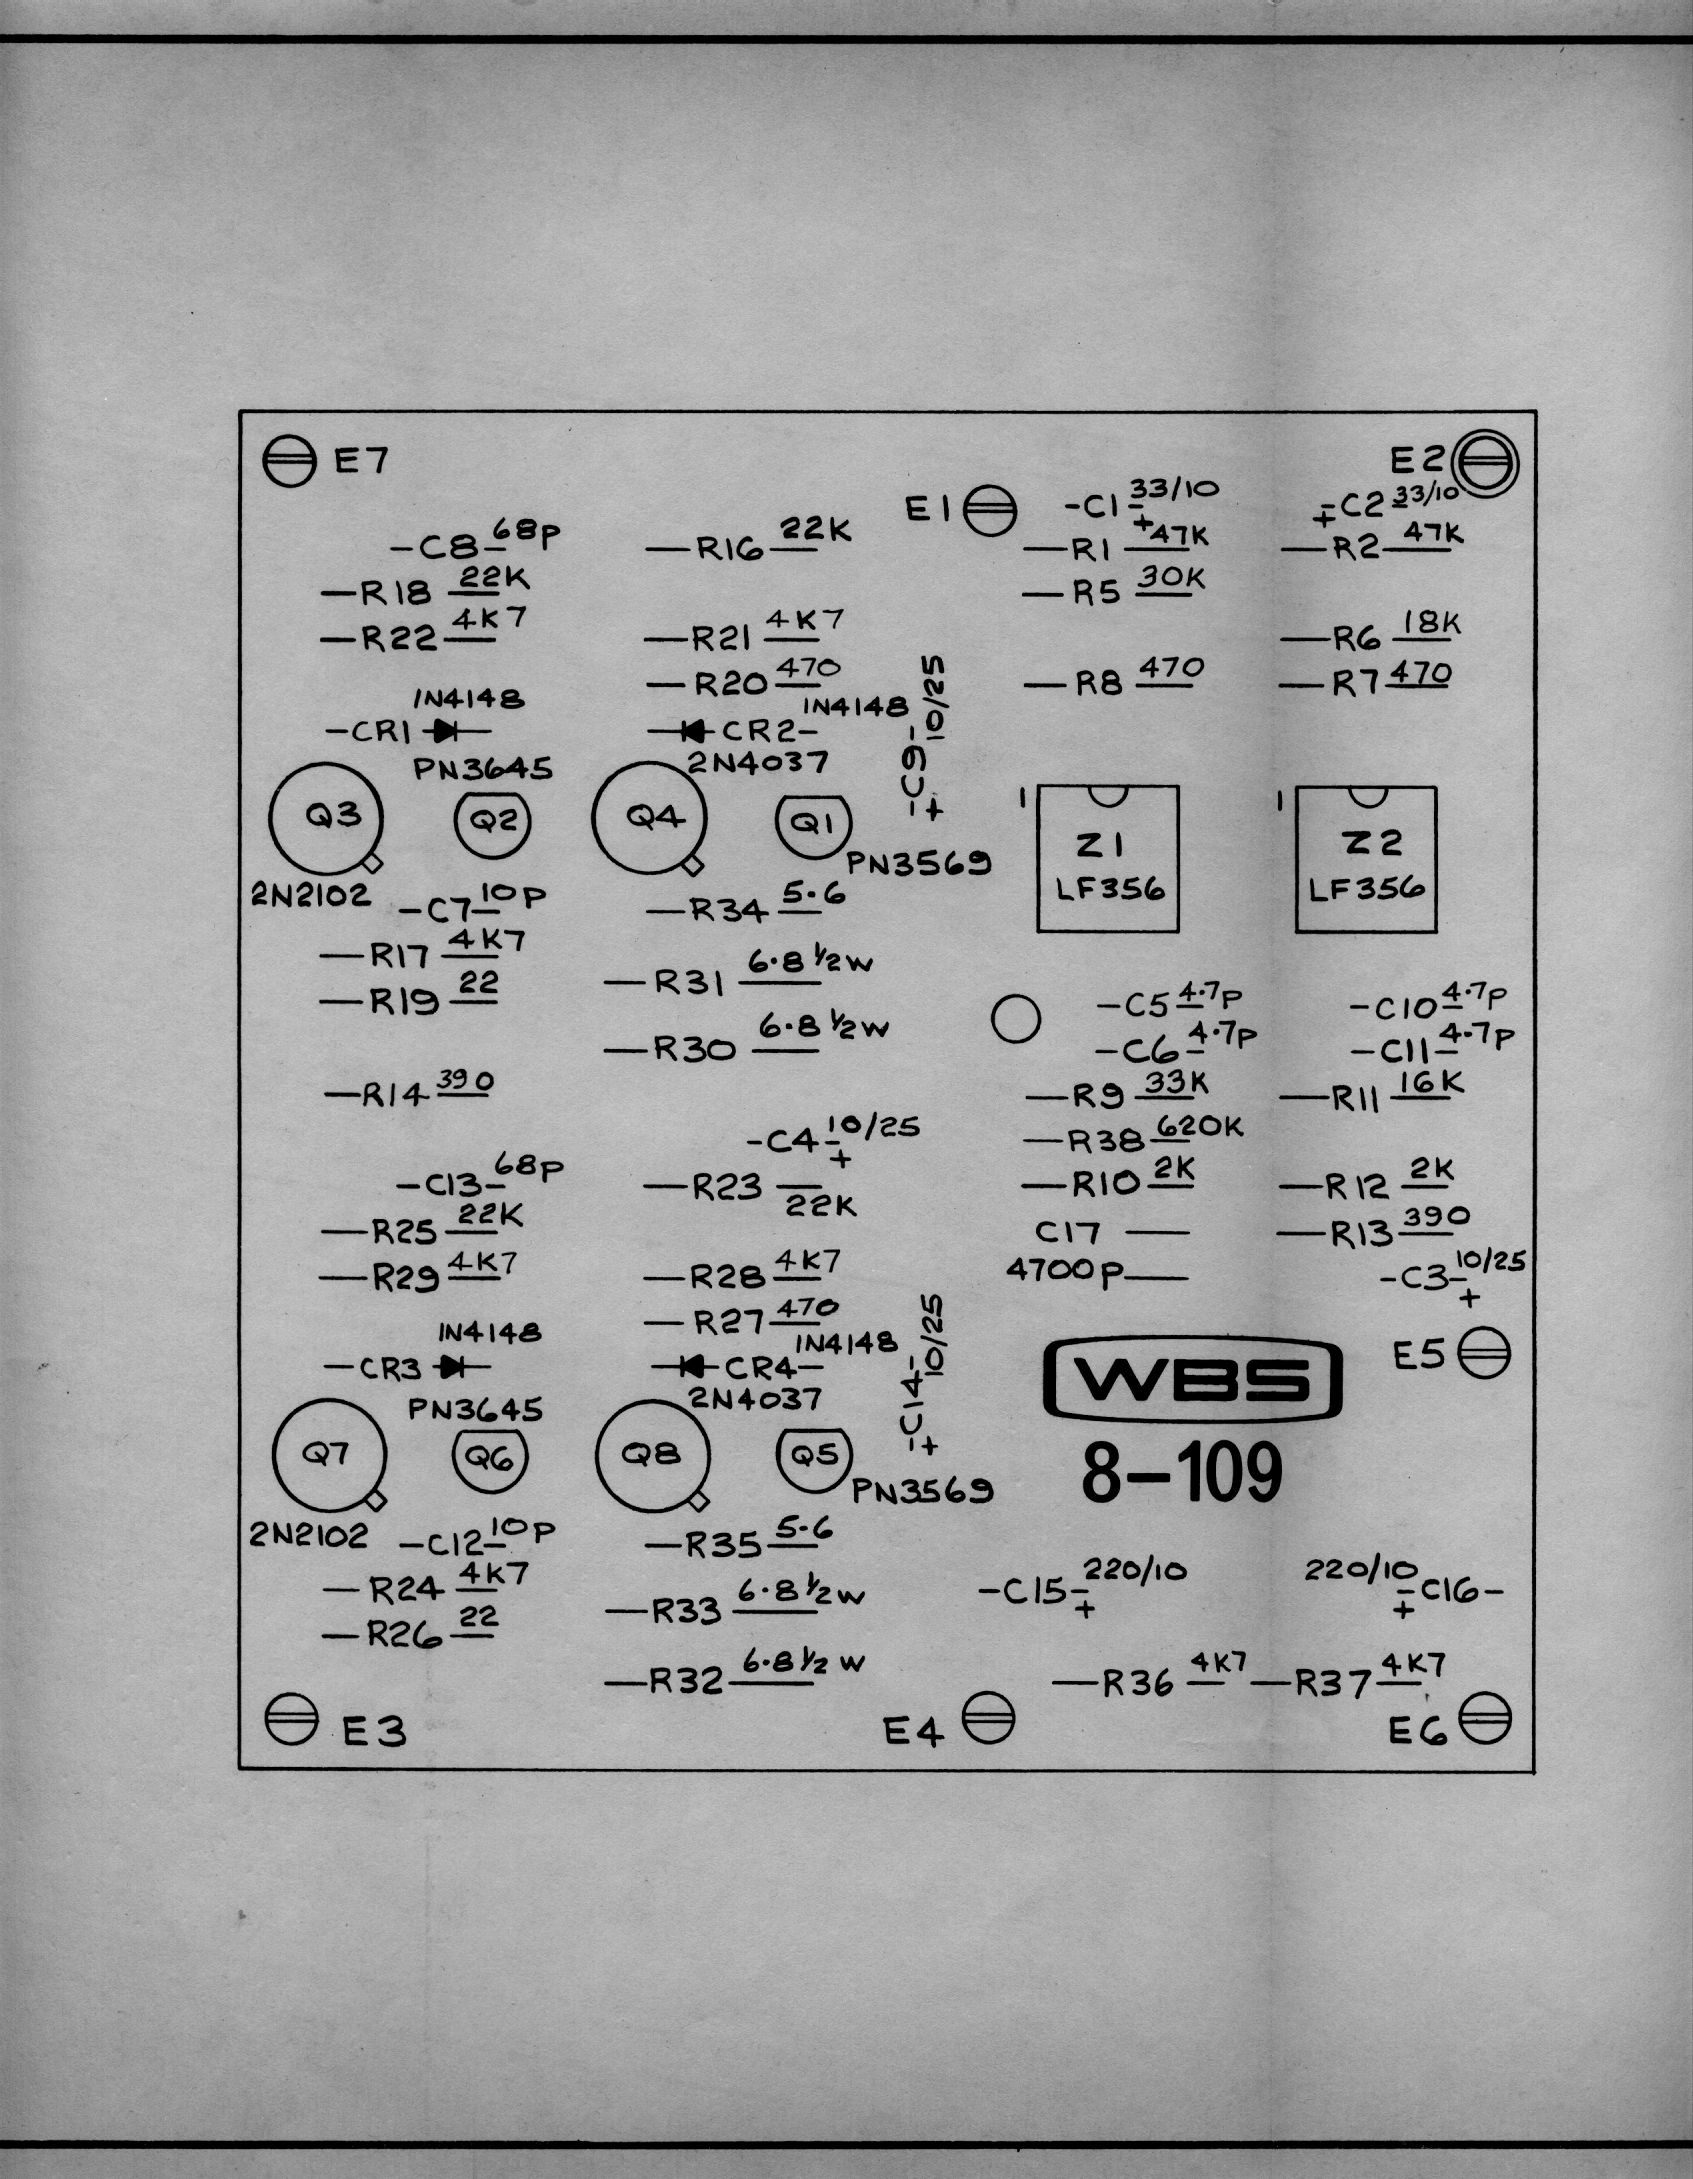 E7 E2
E1 -C1- 33/10 + +-C2- 33/10
-C8- 68p —R16— 22K —R1— 47K —R2— 47K
—R18— 22K —R5— 30K
—R22— 4K7 —R21— 4K7 —R6— 18K
—R20— 470 —R8— 470 —R7— 470
1N4148 1N4148
-CR1 CR2- -C9- + 10/25
PN3645 2N4037
Q3 Q2 Q4 Q1 1 Z1 1 Z2
PN3569
2N2102 LF356 LF356
-C7- 10p —R34— 5.6
—R17— 4K7
—R19— 22 —R31— 6.8 ½W -C5- 4.7p -C10- 4.7p
—R30— 6.8 ½W -C6- 4.7p -C11- 4.7p
—R14— 390 —R9— 33K —R11— 16K
-C4- 10/25 + —R38— 620K
-C13- 68p —R23— 22K —R10— 2K —R12— 2K
—R25— 22K C17 — —R13— 390
—R29— 4K7 —R28— 4K7 4700p— -C3- 10/25 +
—R27— 470
1N4148 1N4148
-CR3 CR4- -C14- + 10/25 E5
PN3645 2N4037 WBS
Q7 Q6 Q8 Q5 8-109
PN3569
2N2102 -C12- 10p —R35— 5.6
—R24— 4K7 —R33— 6.8 ½W -C15- 220/10 + 220/10 +-C16-
—R26— 22
—R32— 6.8 ½W —R36— 4K7 —R37— 4K7
E3 E4 E6